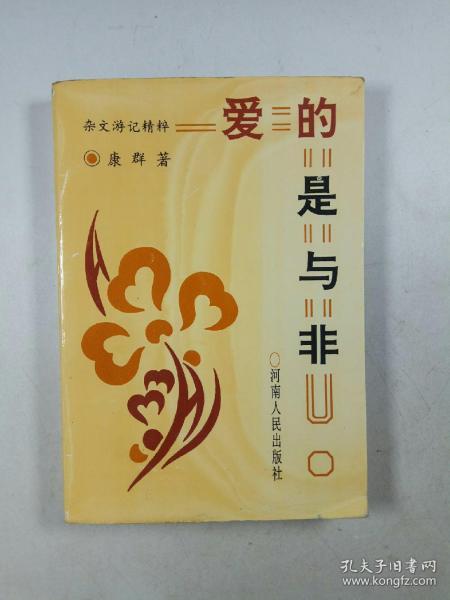 爱的是与非
杂文游记精粹
康群著
河南人民出版社
孔夫子旧书网
www.kongfz.com